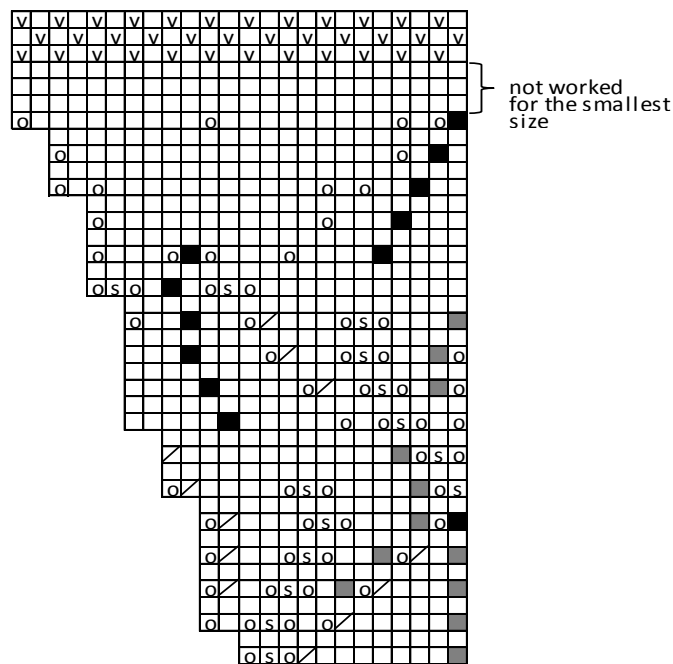 v v v v v v v v v v v v
v v v v v v v v v v v v
v v v v v v v v v v v v
not worked
for the smallest
size
o o o o
o o
o o o o
o o
o o o o
o s o o s o
o o o s o
o o s o o
o o s o o
o o s o o
o s o
o o s o o s
o o s o o
o o s o o
o o s o o
o o s o o
o s o